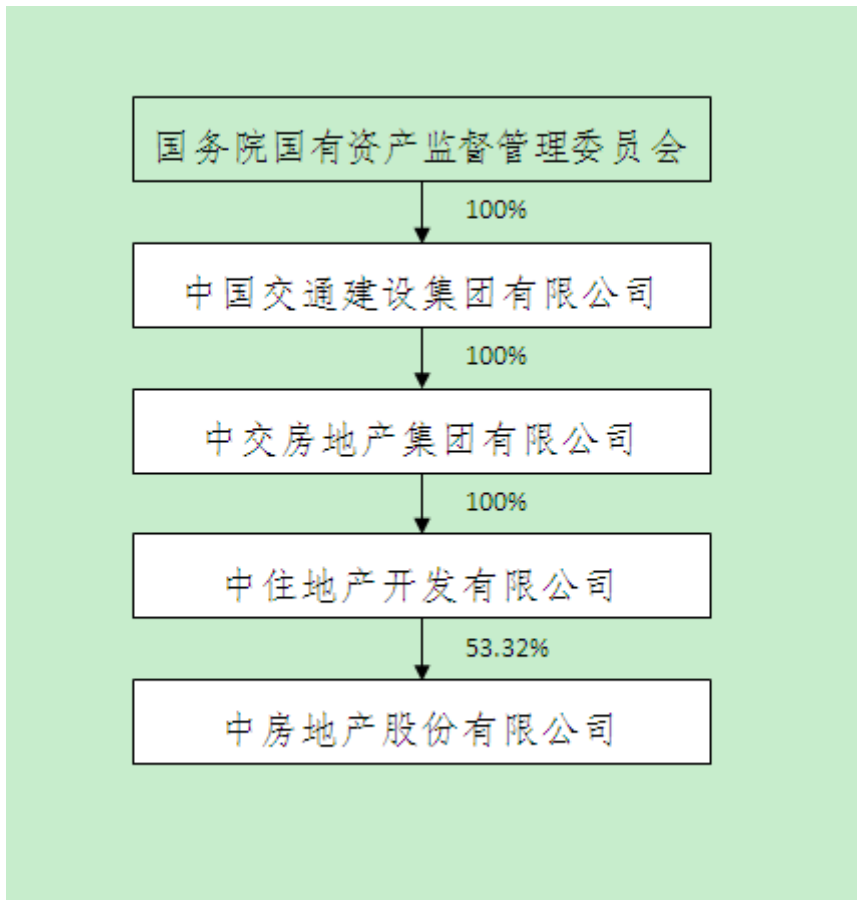 国务院国有资产监督管理委员会
100%
中国交通建设集团有限公司
100%
中交房地产集团有限公司
100%
中住地产开发有限公司
53.32%
中房地产股份有限公司